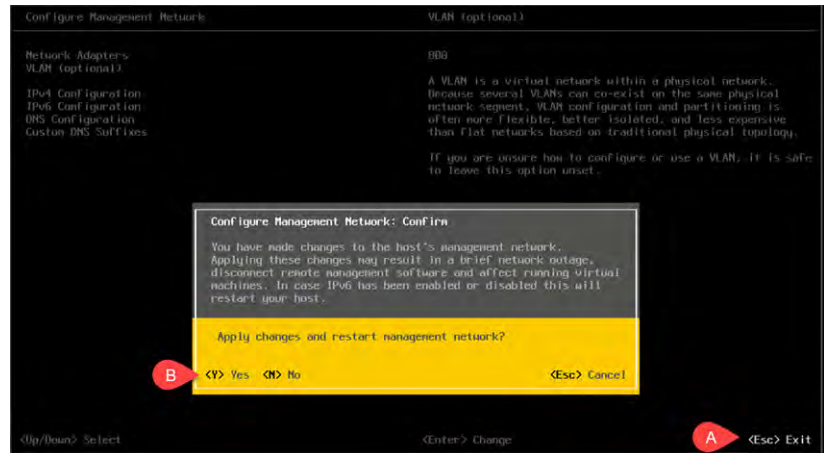 Configure Management Network
VLAN (optional)
Network Adapters
VLAN (optional)
IPv4 Configuration
IPv6 Configuration
DNS Configuration
Custom DNS Suffixes
A VLAN is a virtual network within a physical network.
Because several VLANs can co-exist on the same physical
network segment, VLAN configuration and partitioning is
often more flexible, better isolated, and less expensive
than flat networks based on traditional physical topology.
If you are unsure how to configure or use a VLAN, it is safe
to leave this option unset.
Configure Management Network: Confirm
You have made changes to the host's management network.
Applying these changes may result in a brief network outage,
disconnect remote management software and affect running virtual
machines. In case IPv6 has been enabled or disabled this will
restart your host.
Apply changes and restart management network?
B
<Y> Yes <N> No
<Esc> Cancel
<Up/Down> Select
<Enter> Change
A
<Esc> Exit